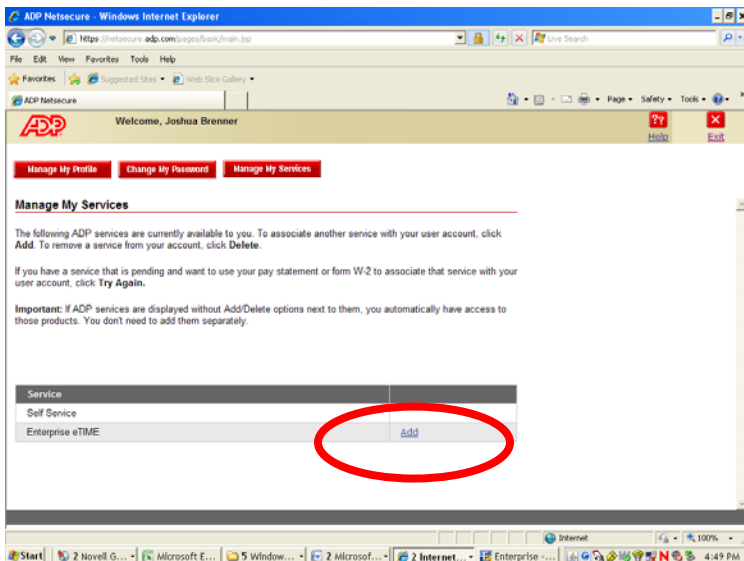 ADP Netsecure - Windows Internet Explorer
https://netsecure.adp.com/pages/basic/main.jsp
Live Search
File Edit View Favorites Tools Help
Favorites Suggested Sites Web Slice Gallery
ADP Netsecure Page Safety Tools
ADP Welcome, Joshua Brenner ?? X
Help Exit
Manage My Profile Change My Password Manage My Services
Manage My Services
The following ADP services are currently available to you. To associate another service with your user account, click
Add. To remove a service from your account, click Delete.
If you have a service that is pending and want to use your pay statement or form W-2 to associate that service with your
user account, click Try Again.
Important: If ADP services are displayed without Add/Delete options next to them, you automatically have access to
those products. You don't need to add them separately.
Service
Self Service
Enterprise eTIME Add
Internet 100%
Start 2 Novell G... Microsoft E... 5 Window... 2 Microsof... 2 Internet... Enterprise -... 4:49 PM